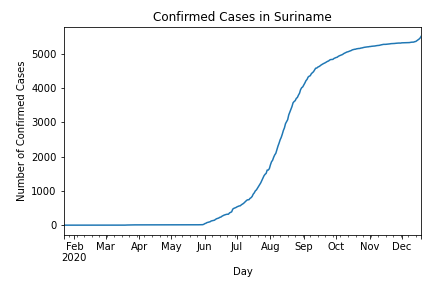 Confirmed Cases in Suriname
Number of Confirmed Cases
5000
4000
3000
2000
1000
0
Feb Mar Apr May Jun Jul Aug Sep Oct Nov Dec
2020
Day